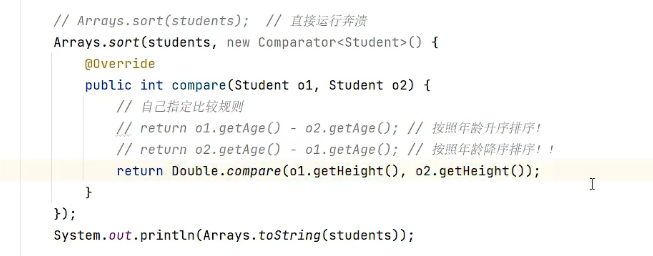 // Arrays.sort(students);  // 直接运行奔溃
Arrays.sort(students, new Comparator<Student>() {
@Override
public int compare(Student o1, Student o2) {
// 自己指定比较规则
// return o1.getAge() - o2.getAge(); // 按照年龄升序排序！
// return o2.getAge() - o1.getAge(); // 按照年龄降序排序！！
return Double.compare(o1.getHeight(), o2.getHeight());
}
});
System.out.println(Arrays.toString(students));